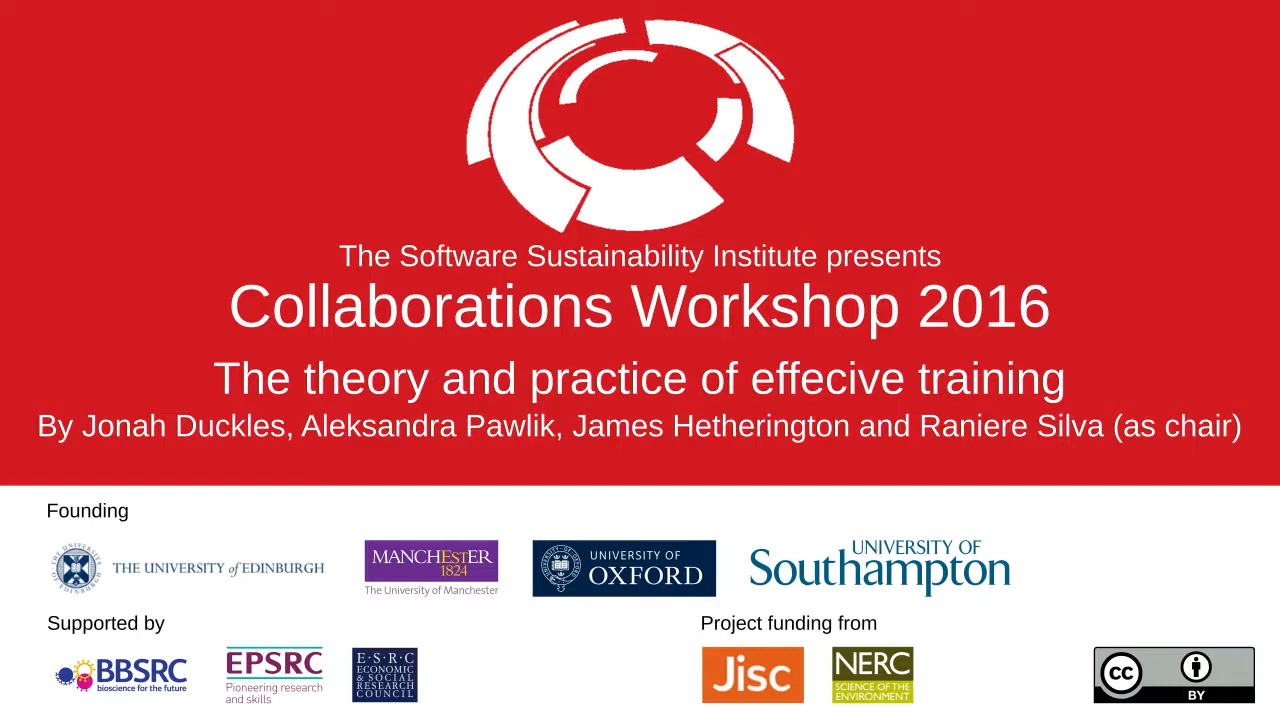 The Software Sustainability Institute presents
Collaborations Workshop 2016
The theory and practice of effecive training
By Jonah Duckles, Aleksandra Pawlik, James Hetherington and Raniere Silva (as chair)
Founding
THE UNIVERSITY of EDINBURGH
MANCHESTER
1824
The University of Manchester
UNIVERSITY OF
OXFORD
UNIVERSITY OF
Southampton
Supported by
Project funding from
BBSRC
bioscience for the future
EPSRC
Pioneering research
and skills
E·S·R·C
ECONOMIC
& SOCIAL
RESEARCH
COUNCIL
Jisc
NERC
SCIENCE OF THE
ENVIRONMENT
cc
BY